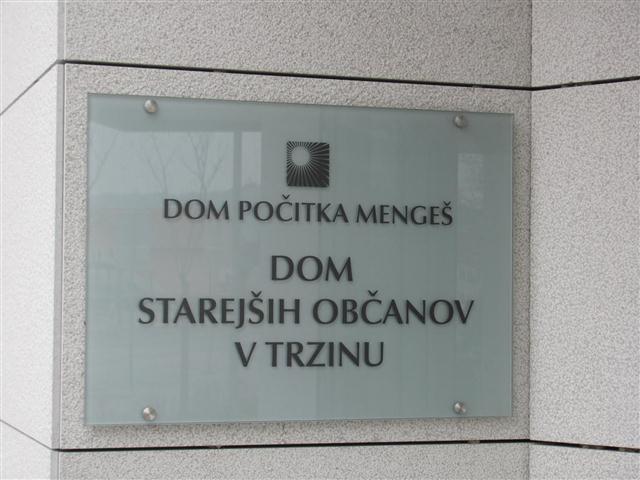 DOM POČITKA MENGEŠ
DOM
STAREJŠIH OBČANOV
V TRZINU